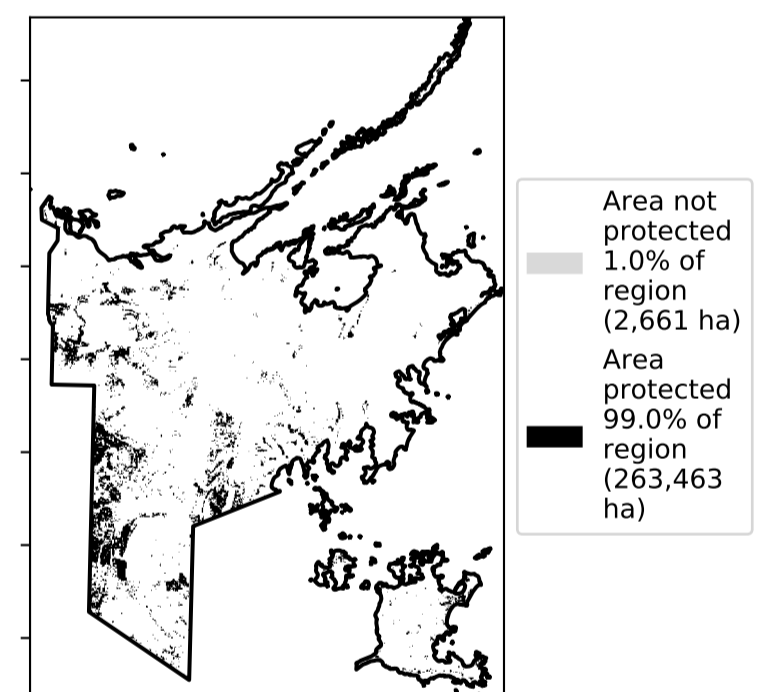 Area not
protected
1.0% of
region
(2,661 ha)
Area
protected
99.0% of
region
(263,463
ha)